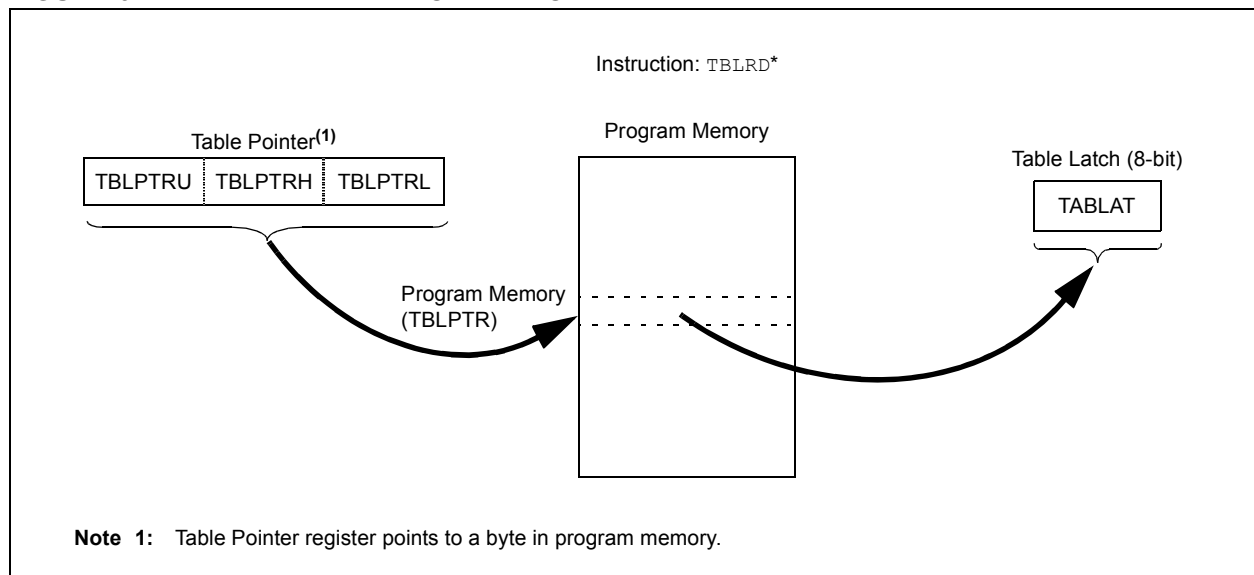 Instruction: TBLRD*
Table Pointer(1)
Program Memory
Table Latch (8-bit)
TBLPTRU TBLPTRH TBLPTRL
TABLAT
Program Memory
(TBLPTR)
Note 1: Table Pointer register points to a byte in program memory.